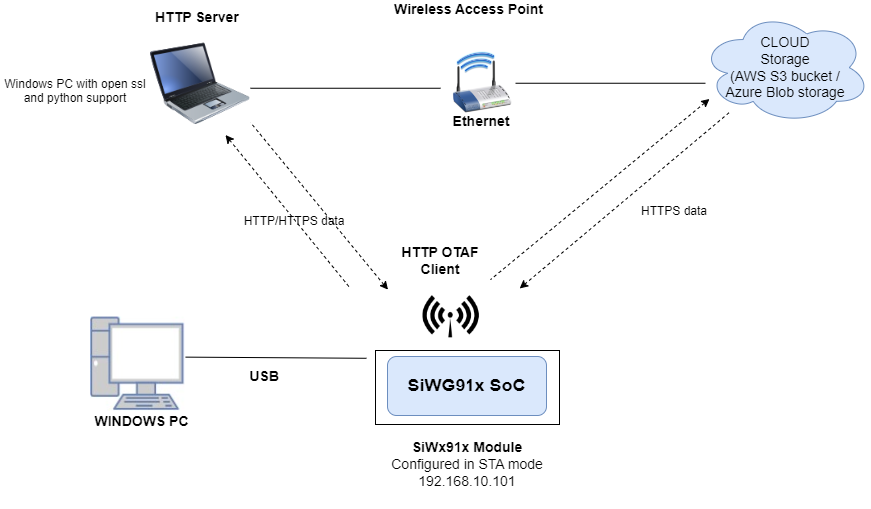 HTTP Server
Wireless Access Point
Windows PC with open ssl
and python support
CLOUD
Storage
(AWS S3 bucket /
Azure Blob storage
Ethernet
HTTP/HTTPS data
HTTPS data
HTTP OTAF
Client
USB
SiWG91x SoC
WINDOWS PC
SiWx91x Module
Configured in STA mode
192.168.10.101